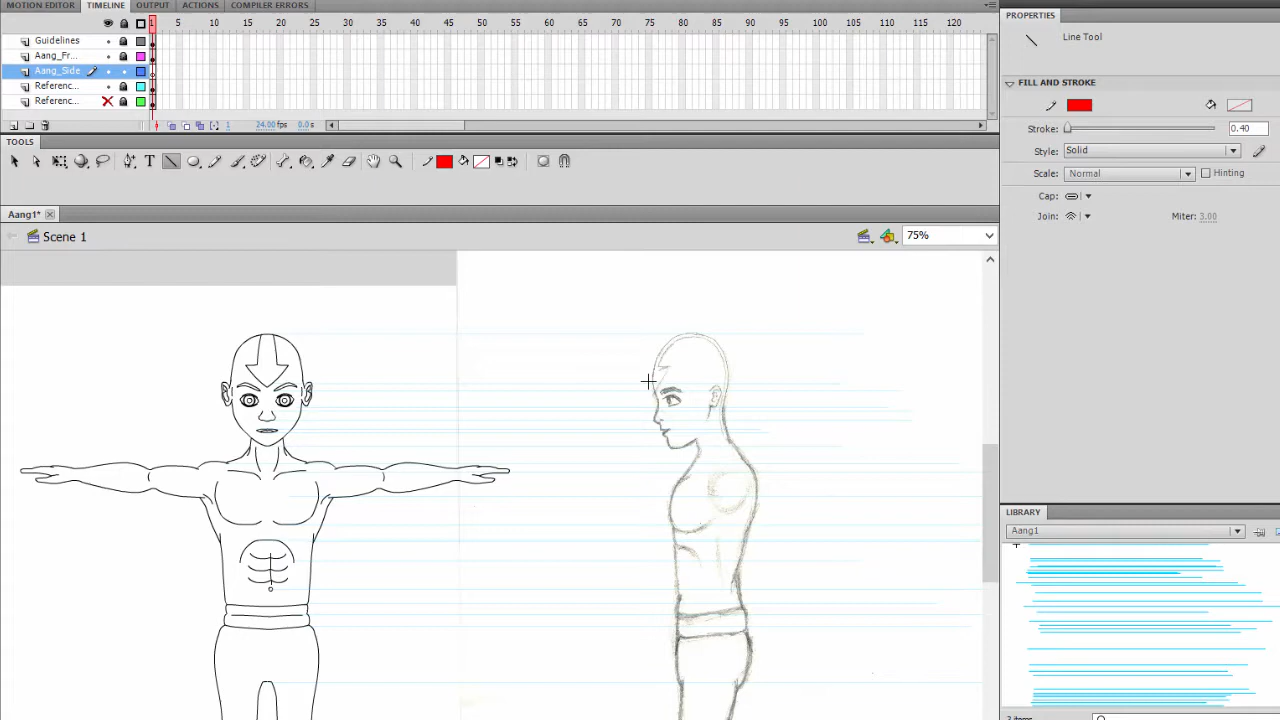 MOTION EDITOR TIMELINE OUTPUT ACTIONS COMPILER ERRORS
1 5 10 15 20 25 30 35 40 45 50 55 60 65 70 75 80 85 90 95 100 105 110 115 120
Guidelines
Aang_Fr...
Aang_Side
Referenc...
Referenc...
1 24.00 fps 0.0 s
TOOLS
T
Aang1*
Scene 1
75%
PROPERTIES
Line Tool
FILL AND STROKE
Stroke: 0.40
Style: Solid
Scale: Normal Hinting
Cap:
Join: Miter: 3.00
LIBRARY
Aang1